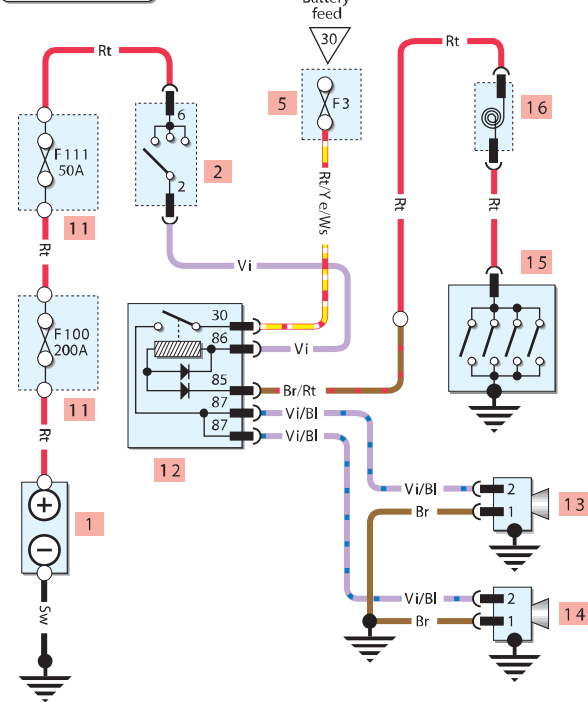 Battery
feed
30
Rt
Rt
5
F3
16
6
2
2
F111
50A
11
Rt
Rt/Ye/Ws
Rt
Rt
15
Vi
F100
200A
11
30
86
Vi
85
Br/Rt
87
Vi/Bl
87
Vi/Bl
12
Rt
1
Vi/Bl
2
13
Br
1
Sw
Vi/Bl
2
14
Br
1